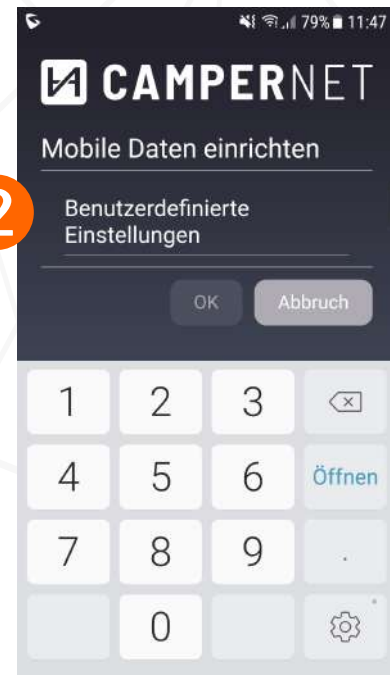 79% 11:47
CAMPERNET
Mobile Daten einrichten
2
Benutzerdefinierte
Einstellungen
OK Abbruch
1 2 3
4 5 6 Öffnen
7 8 9 .
0